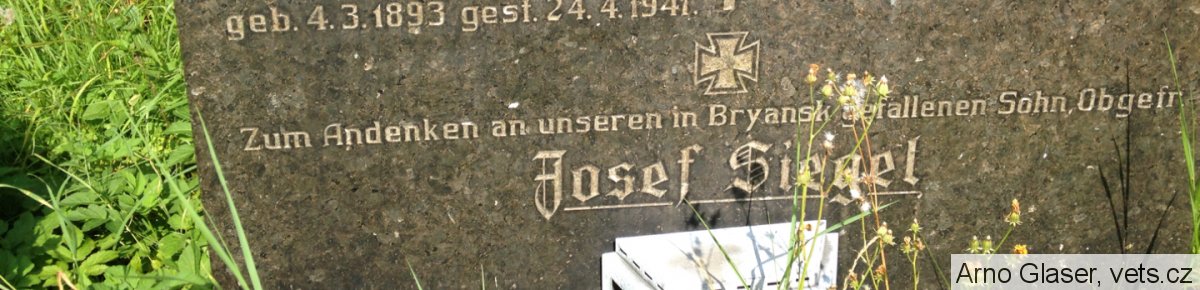 geb. 4. 3. 1893 gest. 24. 4. 1941.
Zum Andenken an unseren in Bryansk gefallenen Sohn, Obgefr.
Josef Siegel
Arno Glaser, vets.cz